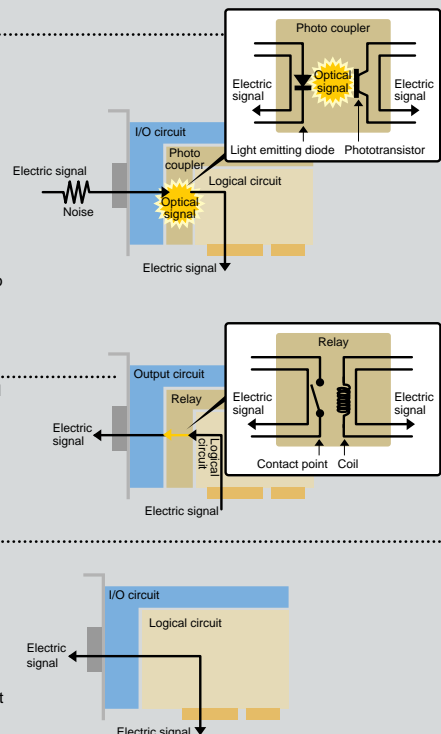 Photo coupler
Electric signal
Optical signal
Electric signal
Light emitting diode
Phototransistor
I/O circuit
Photo coupler
Logical circuit
Electric signal
Noise
Optical signal
Electric signal
Relay
Electric signal
Electric signal
Contact point
Coil
Output circuit
Relay
Electric signal
Logical circuit
Electric signal
I/O circuit
Logical circuit
Electric signal
Electric signal